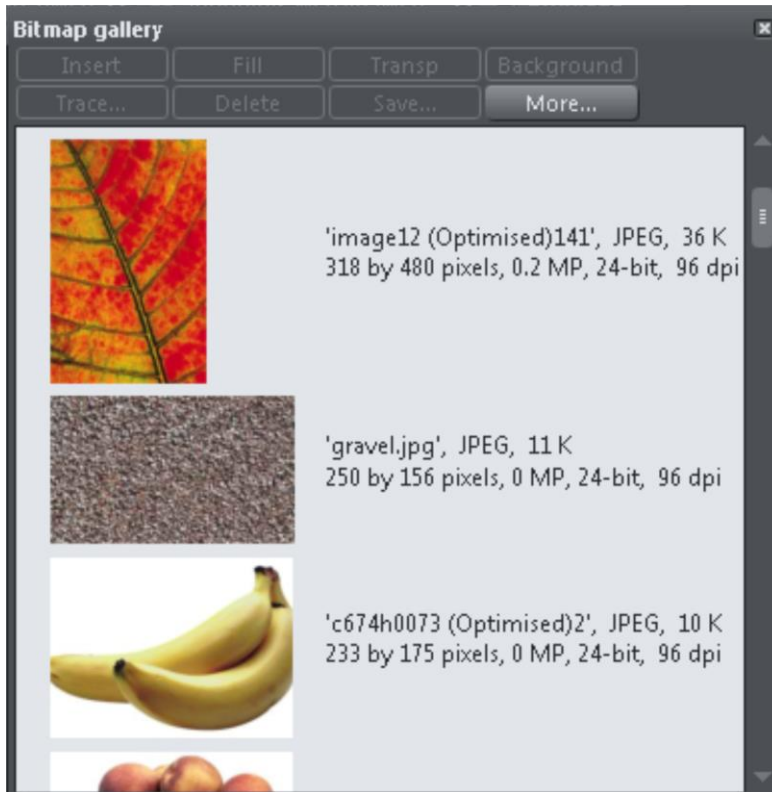 Bitmap gallery
Insert Fill Transp Background
Trace... Delete Save... More...
'image12 (Optimised)141', JPEG, 36 K
318 by 480 pixels, 0.2 MP, 24-bit, 96 dpi
'gravel.jpg', JPEG, 11 K
250 by 156 pixels, 0 MP, 24-bit, 96 dpi
'c674h0073 (Optimised)2', JPEG, 10 K
233 by 175 pixels, 0 MP, 24-bit, 96 dpi